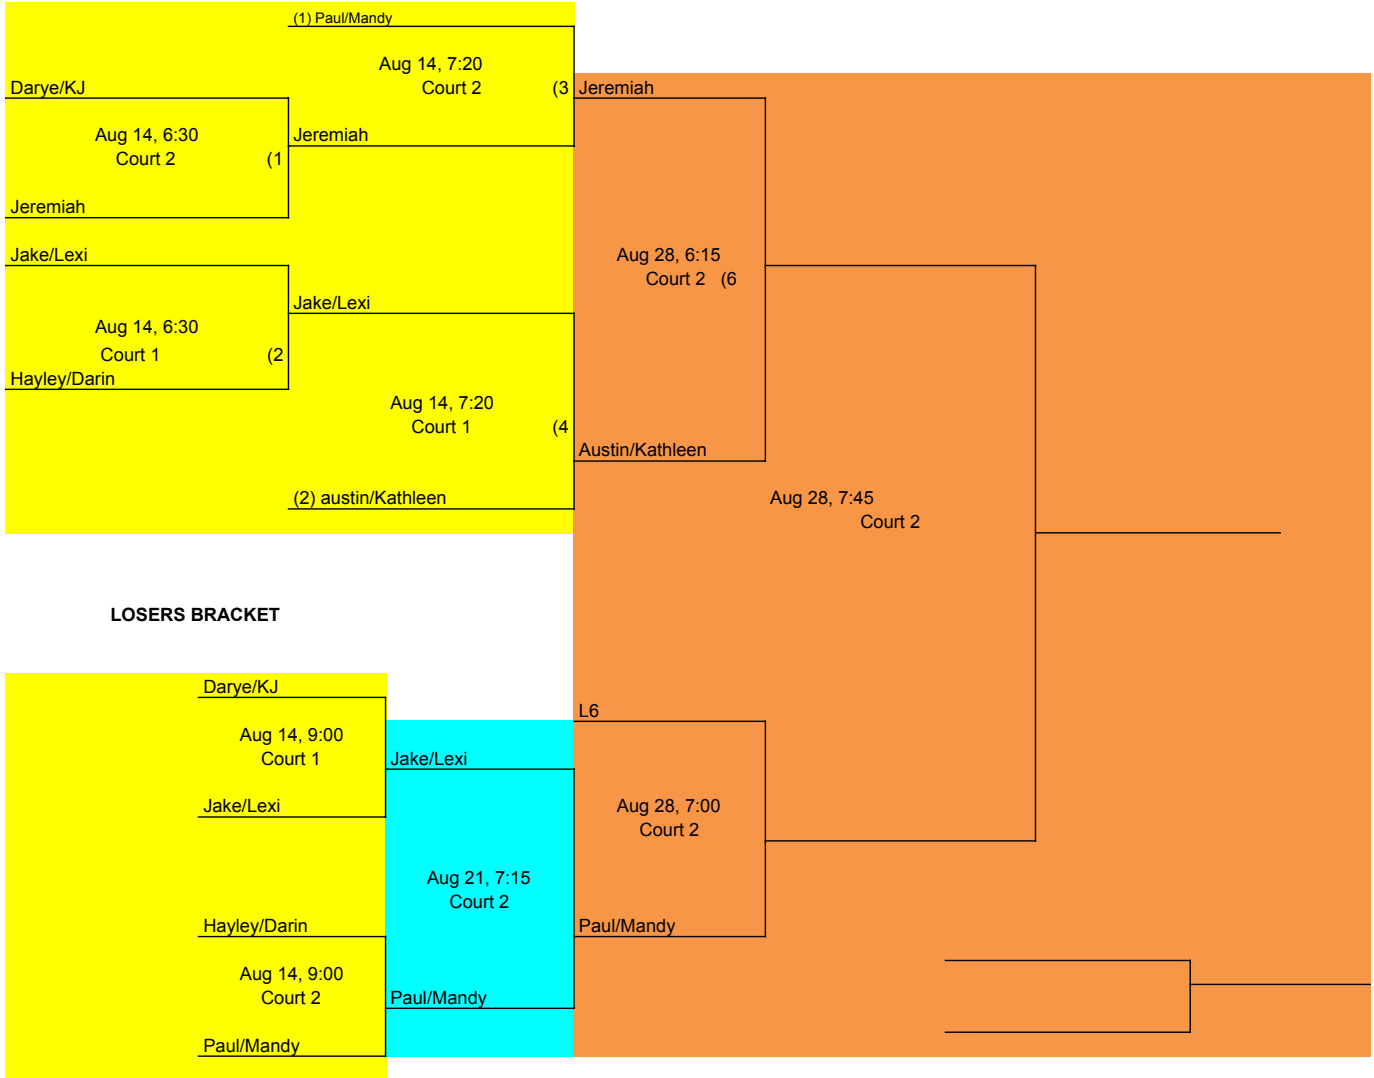 (1) Paul/Mandy
Aug 14, 7:20
Court 2 (3
Darye/KJ
Jeremiah
Aug 14, 6:30
Court 2 (1
Jeremiah
Jeremiah
Jake/Lexi
Aug 28, 6:15
Court 2 (6
Jake/Lexi
Aug 14, 6:30
Court 1 (2
Hayley/Darin
Aug 14, 7:20
Court 1 (4
Austin/Kathleen
(2) austin/Kathleen
Aug 28, 7:45
Court 2
LOSERS BRACKET
Darye/KJ
L6
Aug 14, 9:00
Court 1
Jake/Lexi
Jake/Lexi
Aug 28, 7:00
Court 2
Aug 21, 7:15
Court 2
Hayley/Darin
Paul/Mandy
Aug 14, 9:00
Court 2
Paul/Mandy
Paul/Mandy